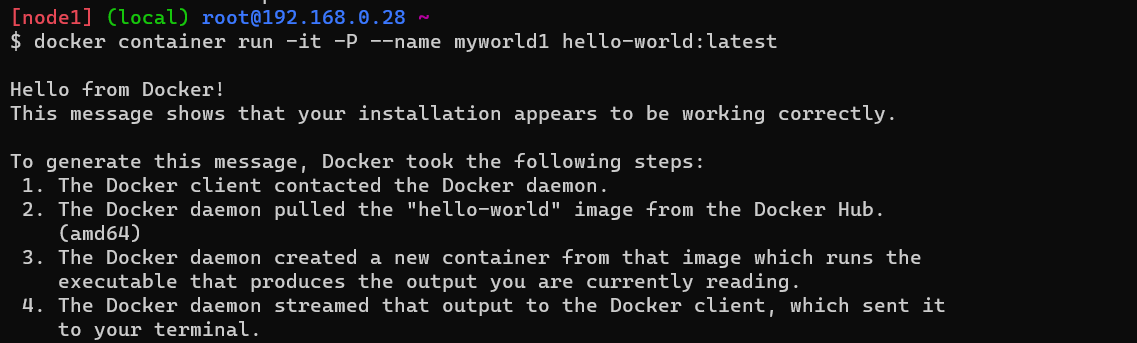 [node1] (local) root@192.168.0.28 ~
$ docker container run -it -P --name myworld1 hello-world:latest

Hello from Docker!
This message shows that your installation appears to be working correctly.

To generate this message, Docker took the following steps:
 1. The Docker client contacted the Docker daemon.
 2. The Docker daemon pulled the "hello-world" image from the Docker Hub.
    (amd64)
 3. The Docker daemon created a new container from that image which runs the
    executable that produces the output you are currently reading.
 4. The Docker daemon streamed that output to the Docker client, which sent it
    to your terminal.